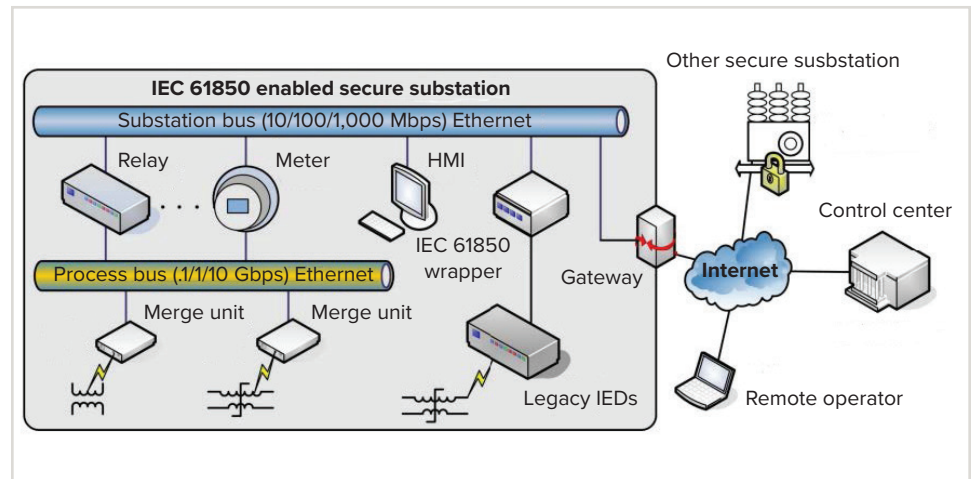 Other secure susbstation
IEC 61850 enabled secure substation
Substation bus (10/100/1,000 Mbps) Ethernet
Relay
Meter
HMI
Control center
IEC 61850
wrapper
Gateway
Internet
Process bus (.1/1/10 Gbps) Ethernet
Merge unit
Merge unit
Legacy IEDs
Remote operator